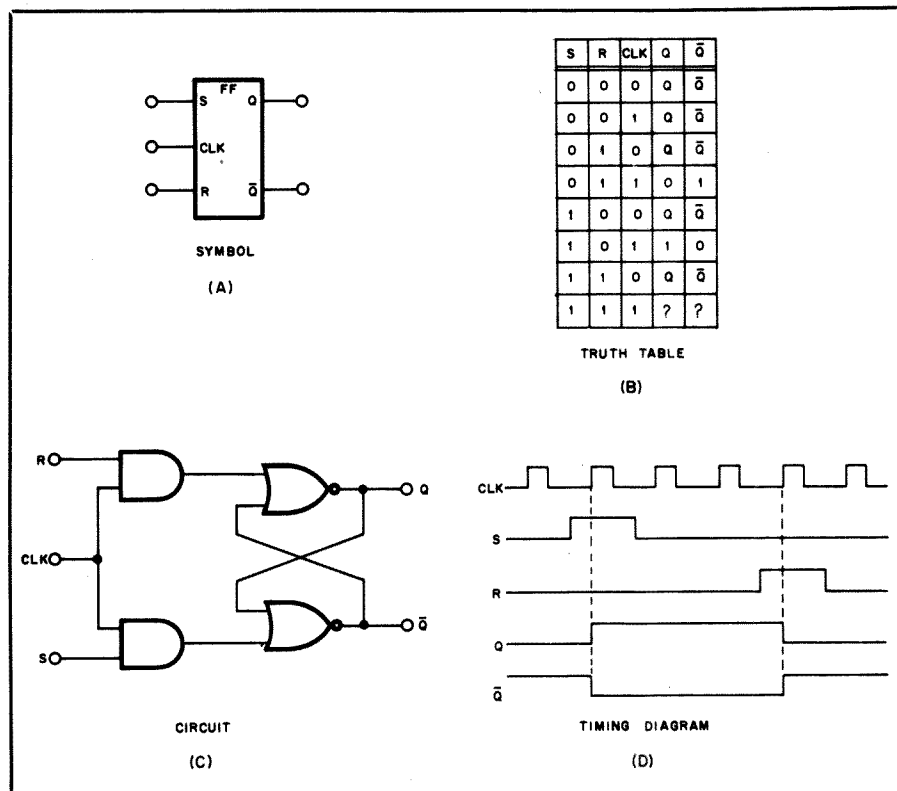 FF
S Q
CLK
R Q̄
SYMBOL
(A)
S R CLK Q Q̄
0 0 0 Q Q̄
0 0 1 Q Q̄
0 1 0 Q Q̄
0 1 1 0 1
1 0 0 Q Q̄
1 0 1 1 0
1 1 0 Q Q̄
1 1 1 ? ?
TRUTH TABLE
(B)
R
Q
CLK
Q̄
S
CIRCUIT
(C)
CLK
S
R
Q
Q̄
TIMING DIAGRAM
(D)